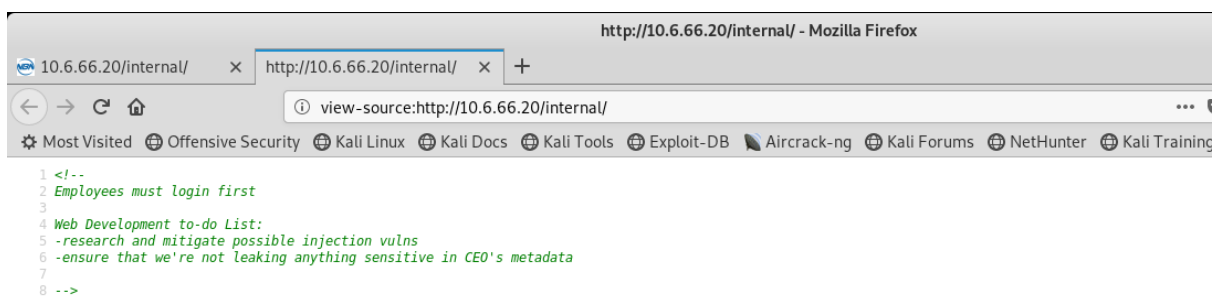 http://10.6.66.20/internal/ - Mozilla Firefox
10.6.66.20/internal/ × http://10.6.66.20/internal/ × +
view-source:http://10.6.66.20/internal/ •••
Most Visited Offensive Security Kali Linux Kali Docs Kali Tools Exploit-DB Aircrack-ng Kali Forums NetHunter Kali Training
1 <!--
2 Employees must login first
3
4 Web Development to-do List:
5 -research and mitigate possible injection vulns
6 -ensure that we're not leaking anything sensitive in CEO's metadata
7
8 -->